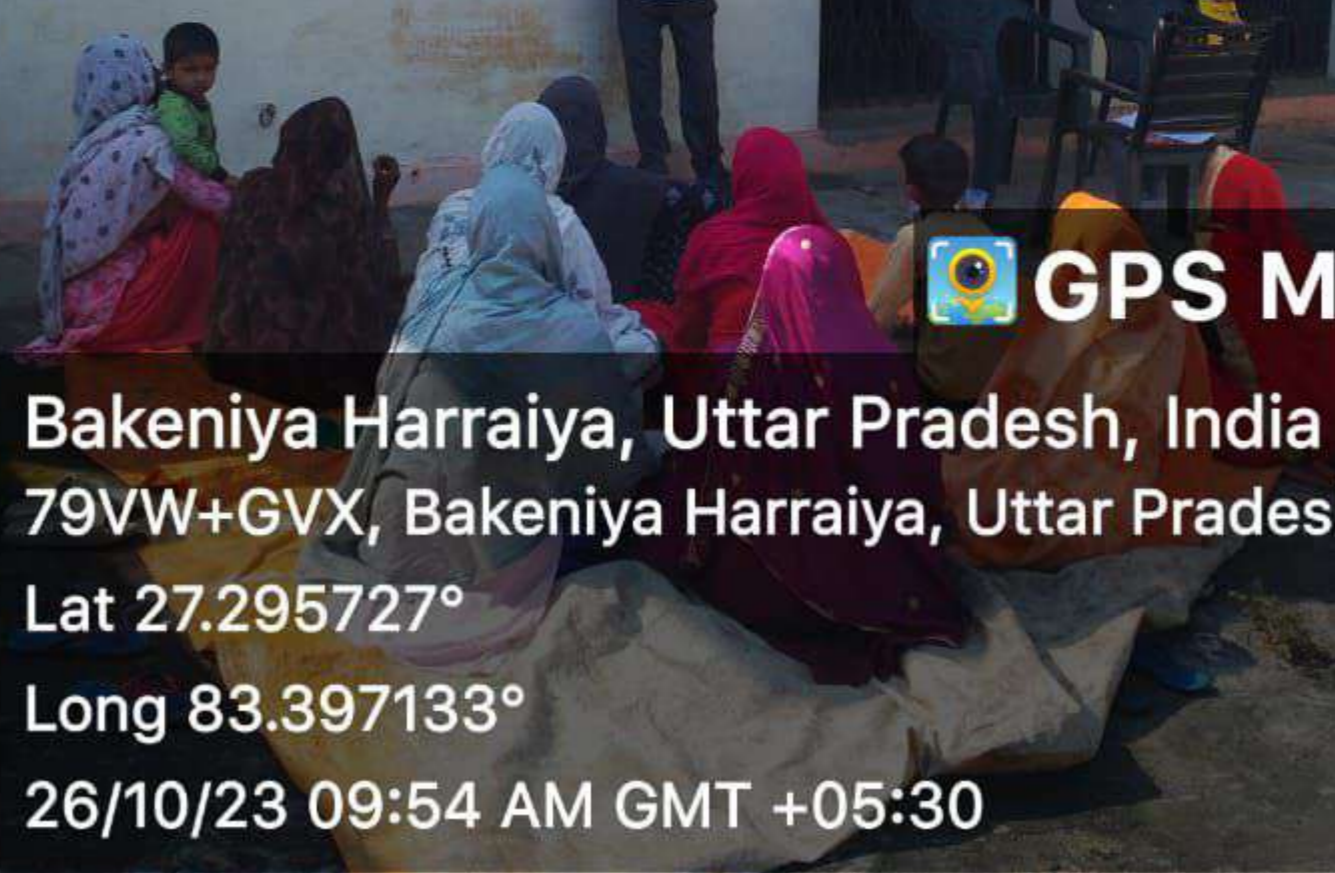 GPS M
Bakeniya Harraiya, Uttar Pradesh, India
79VW+GVX, Bakeniya Harraiya, Uttar Prades
Lat 27.295727°
Long 83.397133°
26/10/23 09:54 AM GMT +05:30